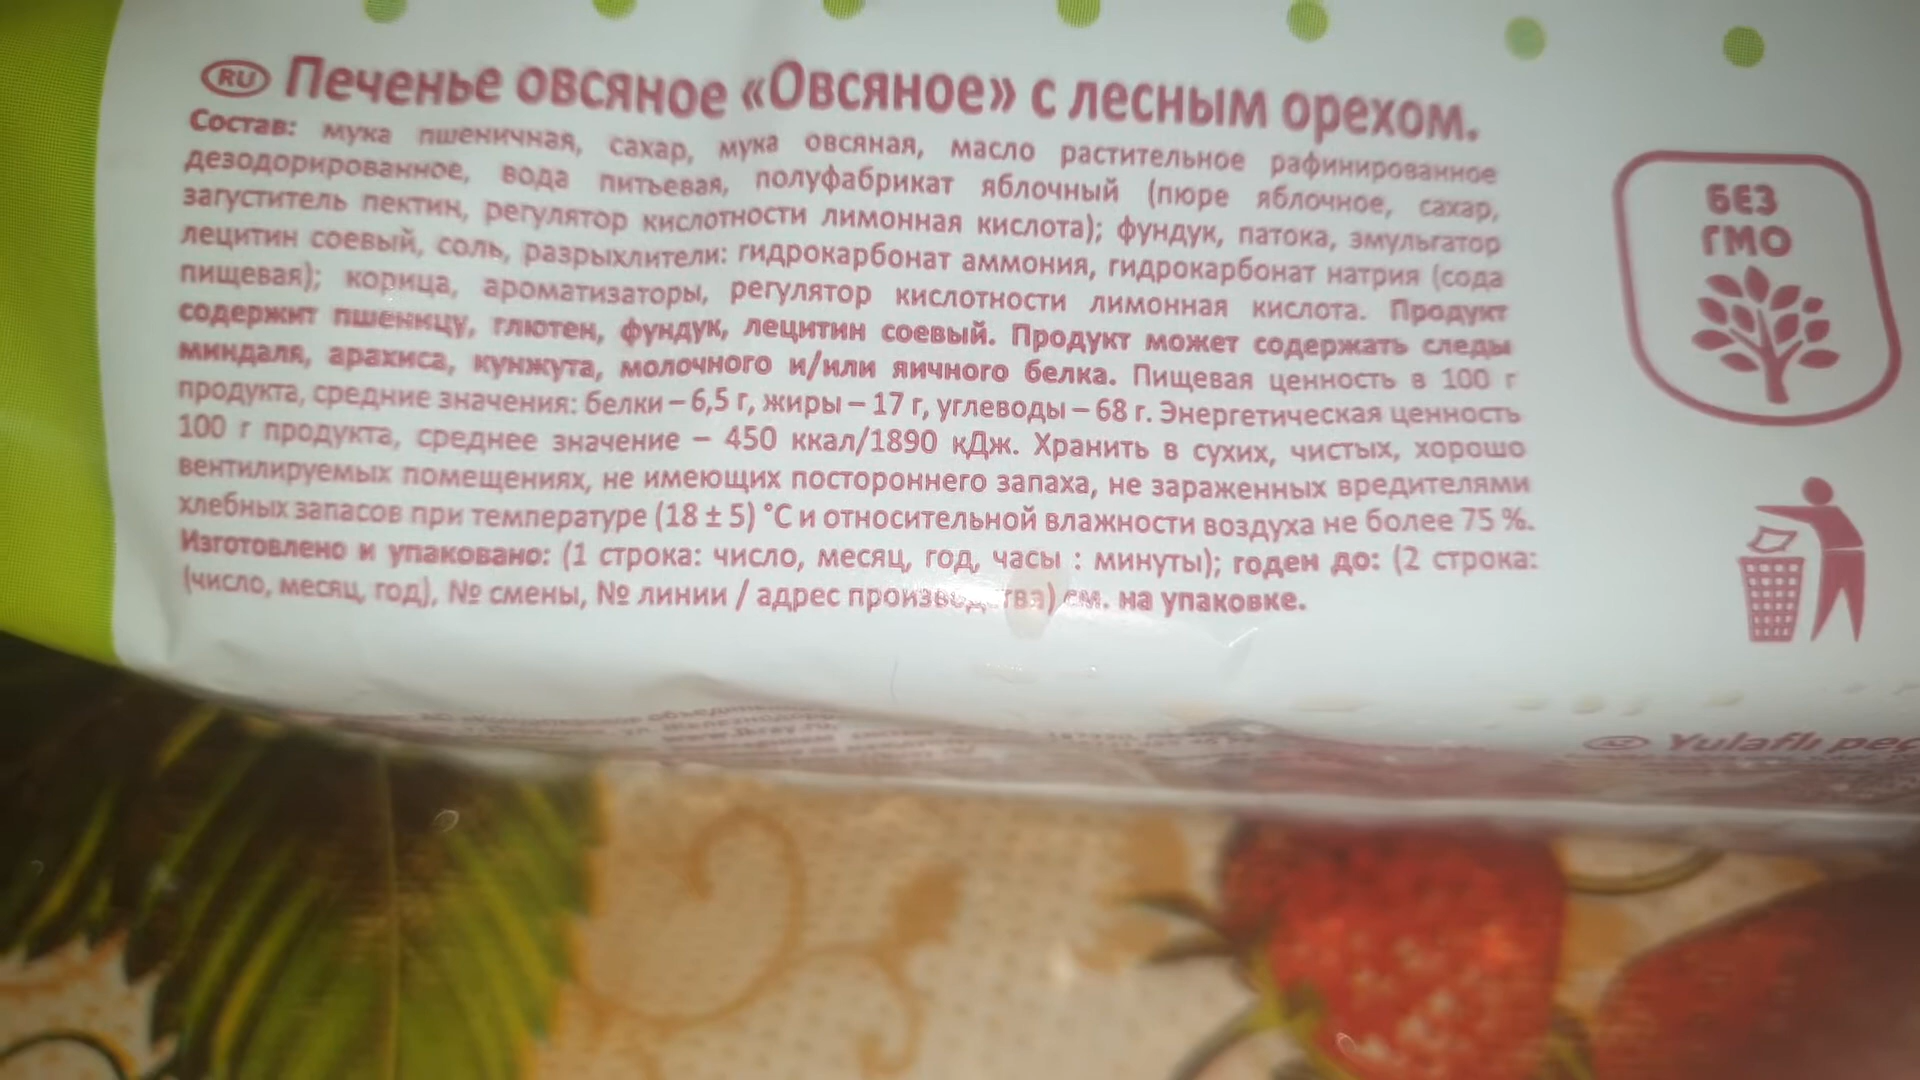 RU Печенье овсяное «Овсяное» с лесным орехом.
Состав: мука пшеничная, сахар, мука овсяная, масло растительное рафинированное
дезодорированное, вода питьевая, полуфабрикат яблочный (пюре яблочное, сахар,
загуститель пектин, регулятор кислотности лимонная кислота); фундук, патока, эмульгатор
лецитин соевый, соль, разрыхлители: гидрокарбонат аммония, гидрокарбонат натрия (сода
пищевая); корица, ароматизаторы, регулятор кислотности лимонная кислота. Продукт
содержит пшеницу, глютен, фундук, лецитин соевый. Продукт может содержать следы
миндаля, арахиса, кунжута, молочного и/или яичного белка. Пищевая ценность в 100 г
продукта, средние значения: белки – 6,5 г, жиры – 17 г, углеводы – 68 г. Энергетическая ценность
100 г продукта, среднее значение – 450 ккал/1890 кДж. Хранить в сухих, чистых, хорошо
вентилируемых помещениях, не имеющих постороннего запаха, не зараженных вредителями
хлебных запасов при температуре (18 ± 5) °С и относительной влажности воздуха не более 75 %.
Изготовлено и упаковано: (1 строка: число, месяц, год, часы : минуты); годен до: (2 строка:
(число, месяц, год), № смены, № линии / адрес производства) см. на упаковке.
БЕЗ
ГМО
AZ Yulaflı peç